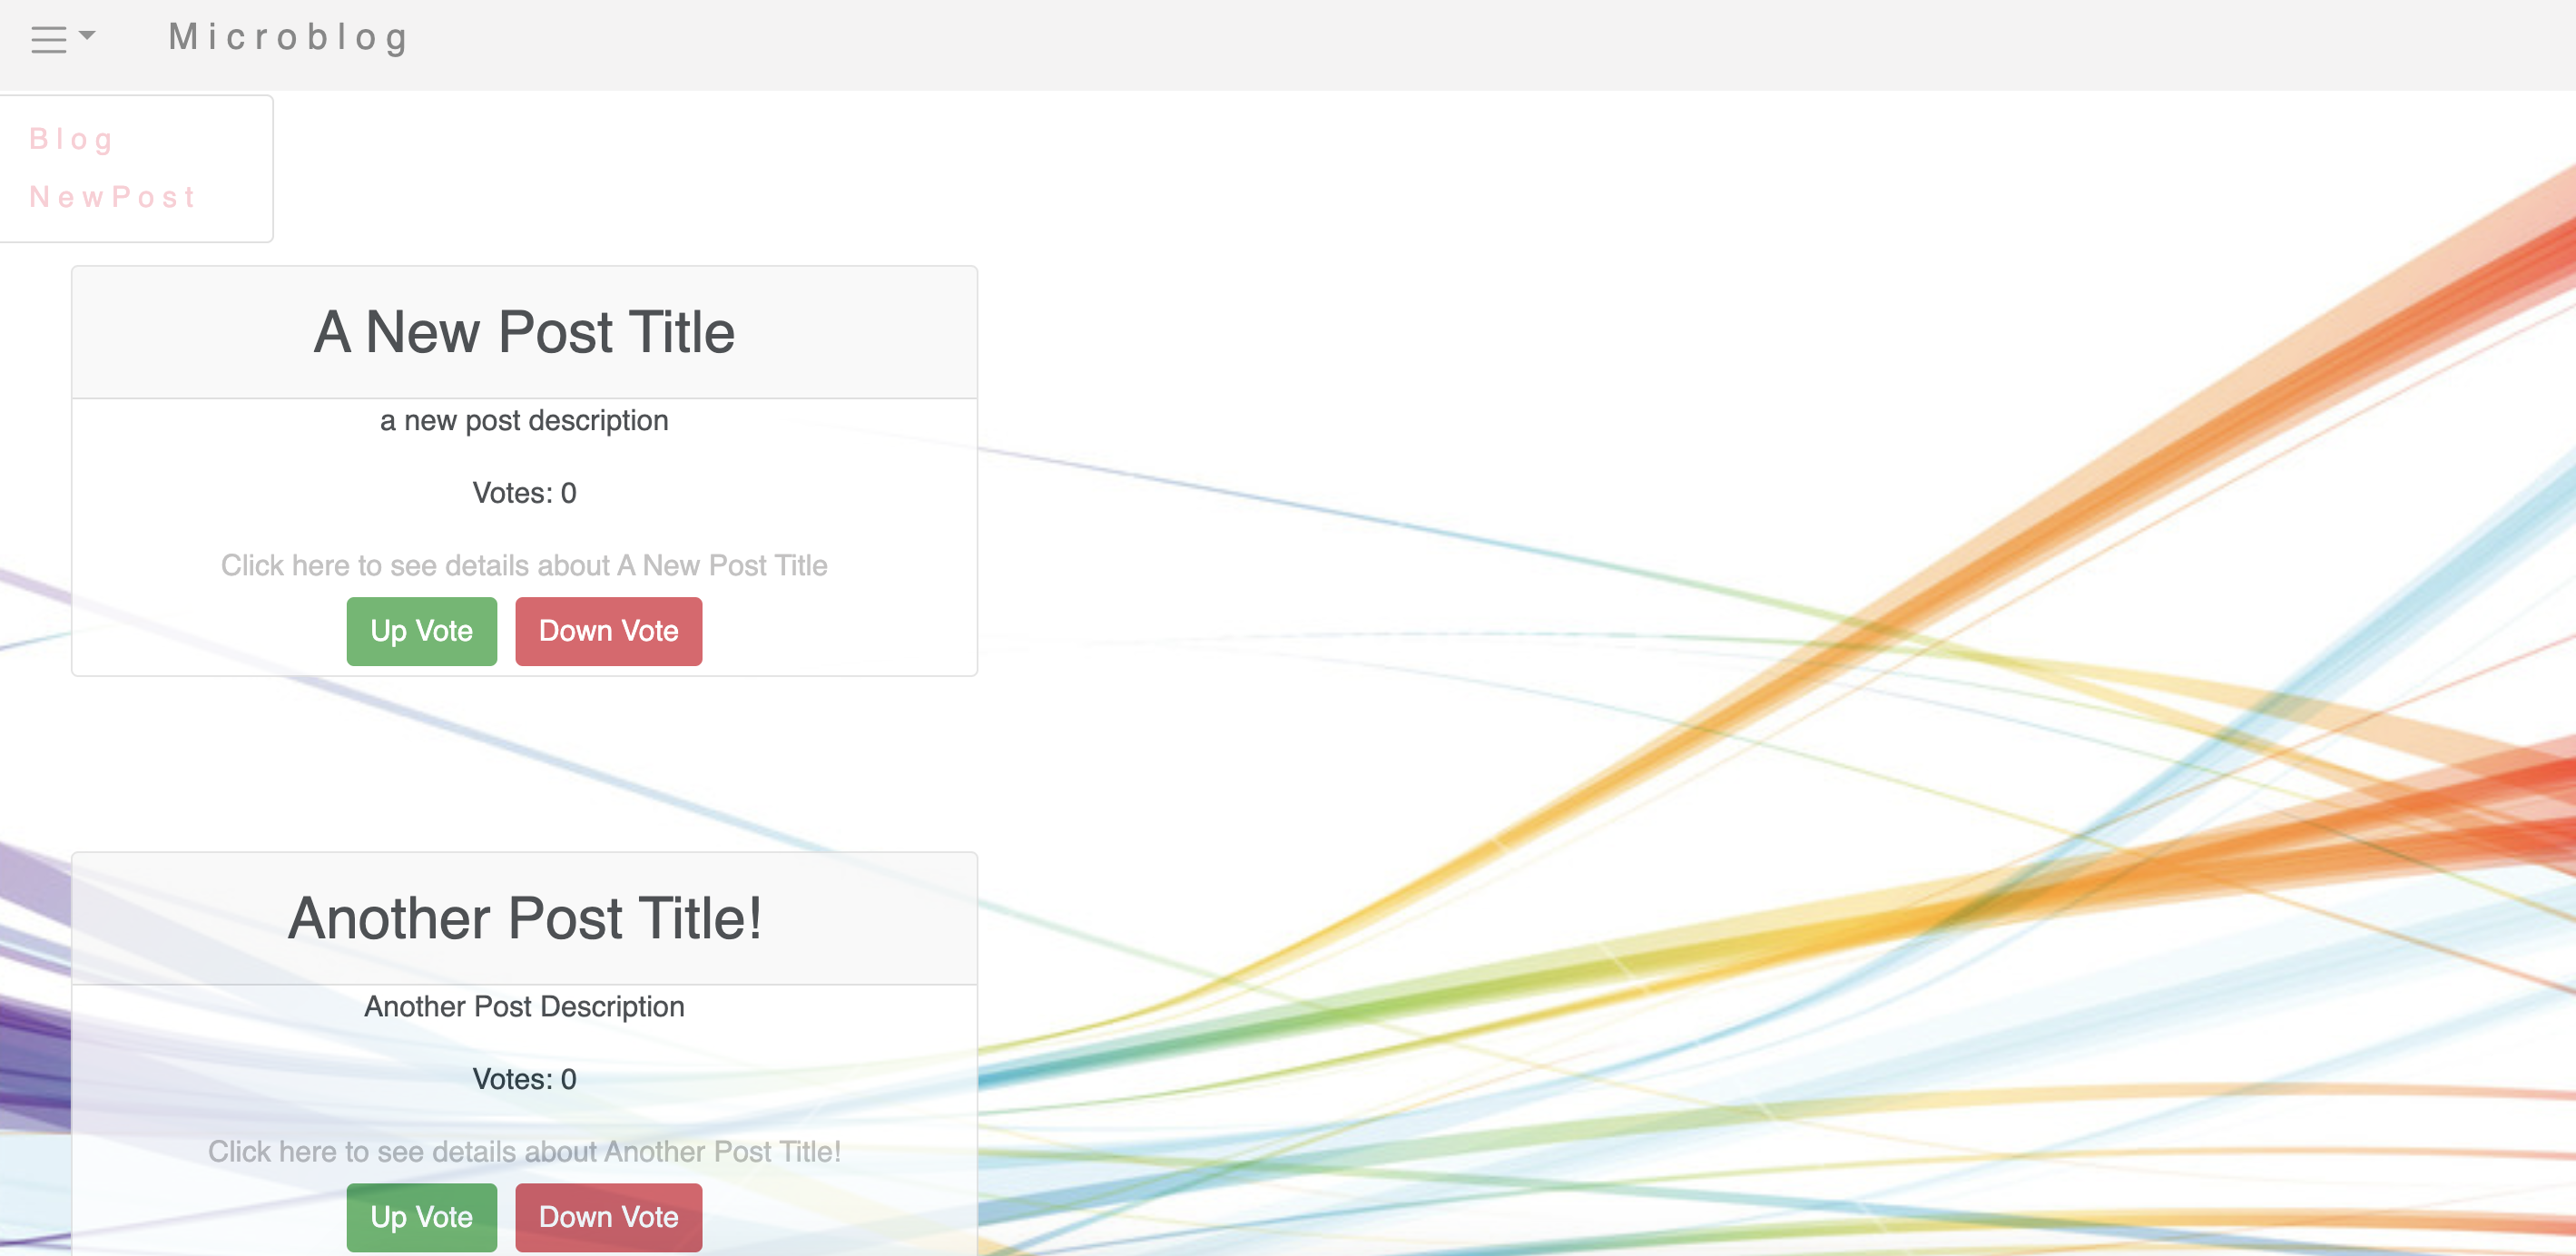 Microblog
Blog
NewPost
A New Post Title
a new post description
Votes: 0
Click here to see details about A New Post Title
Up Vote Down Vote
Another Post Title!
Another Post Description
Votes: 0
Click here to see details about Another Post Title!
Up Vote Down Vote